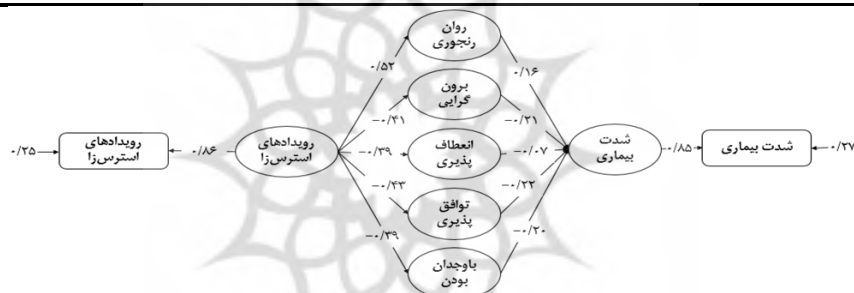 روان
رنجوری
۰/۵۲
۰/۱۶
برون
گرایی
−۰/۴۱
−۰/۲۱
۰/۲۵
رویدادهای
استرس‌زا
۰/۸۶
رویدادهای
استرس‌زا
−۰/۳۹
انعطاف
پذیری
−۰/۰۷
شدت
بیماری
۰/۸۵
شدت بیماری
۰/۲۷
−۰/۴۳
توافق
پذیری
−۰/۲۲
−۰/۳۹
باوجدان
بودن
−۰/۲۰